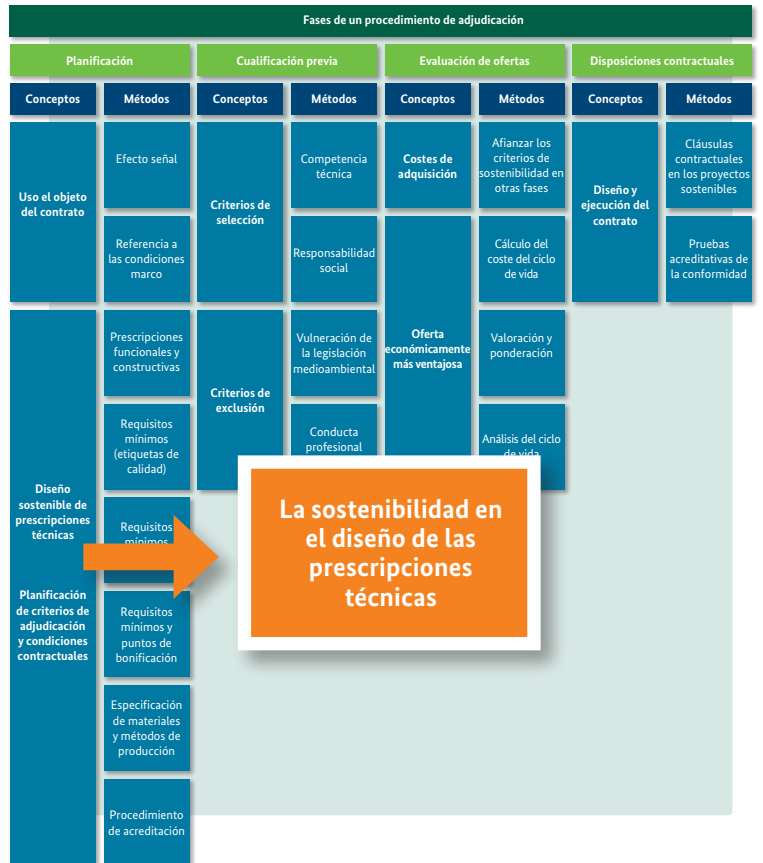 Fases de un procedimiento de adjudicación
Planificación
Cualificación previa
Evaluación de ofertas
Disposiciones contractuales
Conceptos
Métodos
Conceptos
Métodos
Conceptos
Métodos
Conceptos
Métodos
Uso el objeto
del contrato
Efecto señal
Referencia a
las condiciones
marco
Diseño
sostenible de
prescripciones
técnicas
Planificación
de criterios de
adjudicación
y condiciones
contractuales
Prescripciones
funcionales y
constructivas
Requisitos
mínimos
(etiquetas de
calidad)
Requisitos
mínimos
Requisitos
mínimos y
puntos de
bonificación
Especificación
de materiales
y métodos de
producción
Procedimiento
de acreditación
Criterios de
selección
Competencia
técnica
Responsabilidad
social
Criterios de
exclusión
Vulneración de
la legislación
medioambiental
Conducta
profesional
Costes de
adquisición
Afianzar los
criterios de
sostenibilidad en
otras fases
Oferta
económicamente
más ventajosa
Cálculo del
coste del ciclo
de vida
Valoración y
ponderación
Análisis del ciclo
de vida
Diseño y
ejecución del
contrato
Cláusulas
contractuales
en los proyectos
sostenibles
Pruebas
acreditativas de
la conformidad
La sostenibilidad en
el diseño de las
prescripciones
técnicas